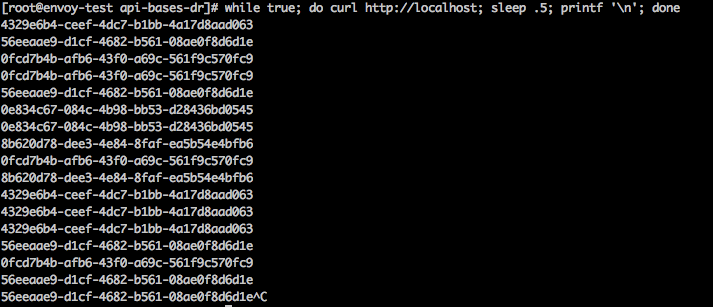 [root@envoy-test api-bases-dr]# while true; do curl http://localhost; sleep .5; printf '\n'; done
4329e6b4-ceef-4dc7-b1bb-4a17d8aad063
56eeaae9-d1cf-4682-b561-08ae0f8d6d1e
0fcd7b4b-afb6-43f0-a69c-561f9c570fc9
0fcd7b4b-afb6-43f0-a69c-561f9c570fc9
56eeaae9-d1cf-4682-b561-08ae0f8d6d1e
0e834c67-084c-4b98-bb53-d28436bd0545
0e834c67-084c-4b98-bb53-d28436bd0545
8b620d78-dee3-4e84-8faf-ea5b54e4bfb6
0fcd7b4b-afb6-43f0-a69c-561f9c570fc9
8b620d78-dee3-4e84-8faf-ea5b54e4bfb6
4329e6b4-ceef-4dc7-b1bb-4a17d8aad063
4329e6b4-ceef-4dc7-b1bb-4a17d8aad063
4329e6b4-ceef-4dc7-b1bb-4a17d8aad063
56eeaae9-d1cf-4682-b561-08ae0f8d6d1e
0fcd7b4b-afb6-43f0-a69c-561f9c570fc9
56eeaae9-d1cf-4682-b561-08ae0f8d6d1e
56eeaae9-d1cf-4682-b561-08ae0f8d6d1e^C